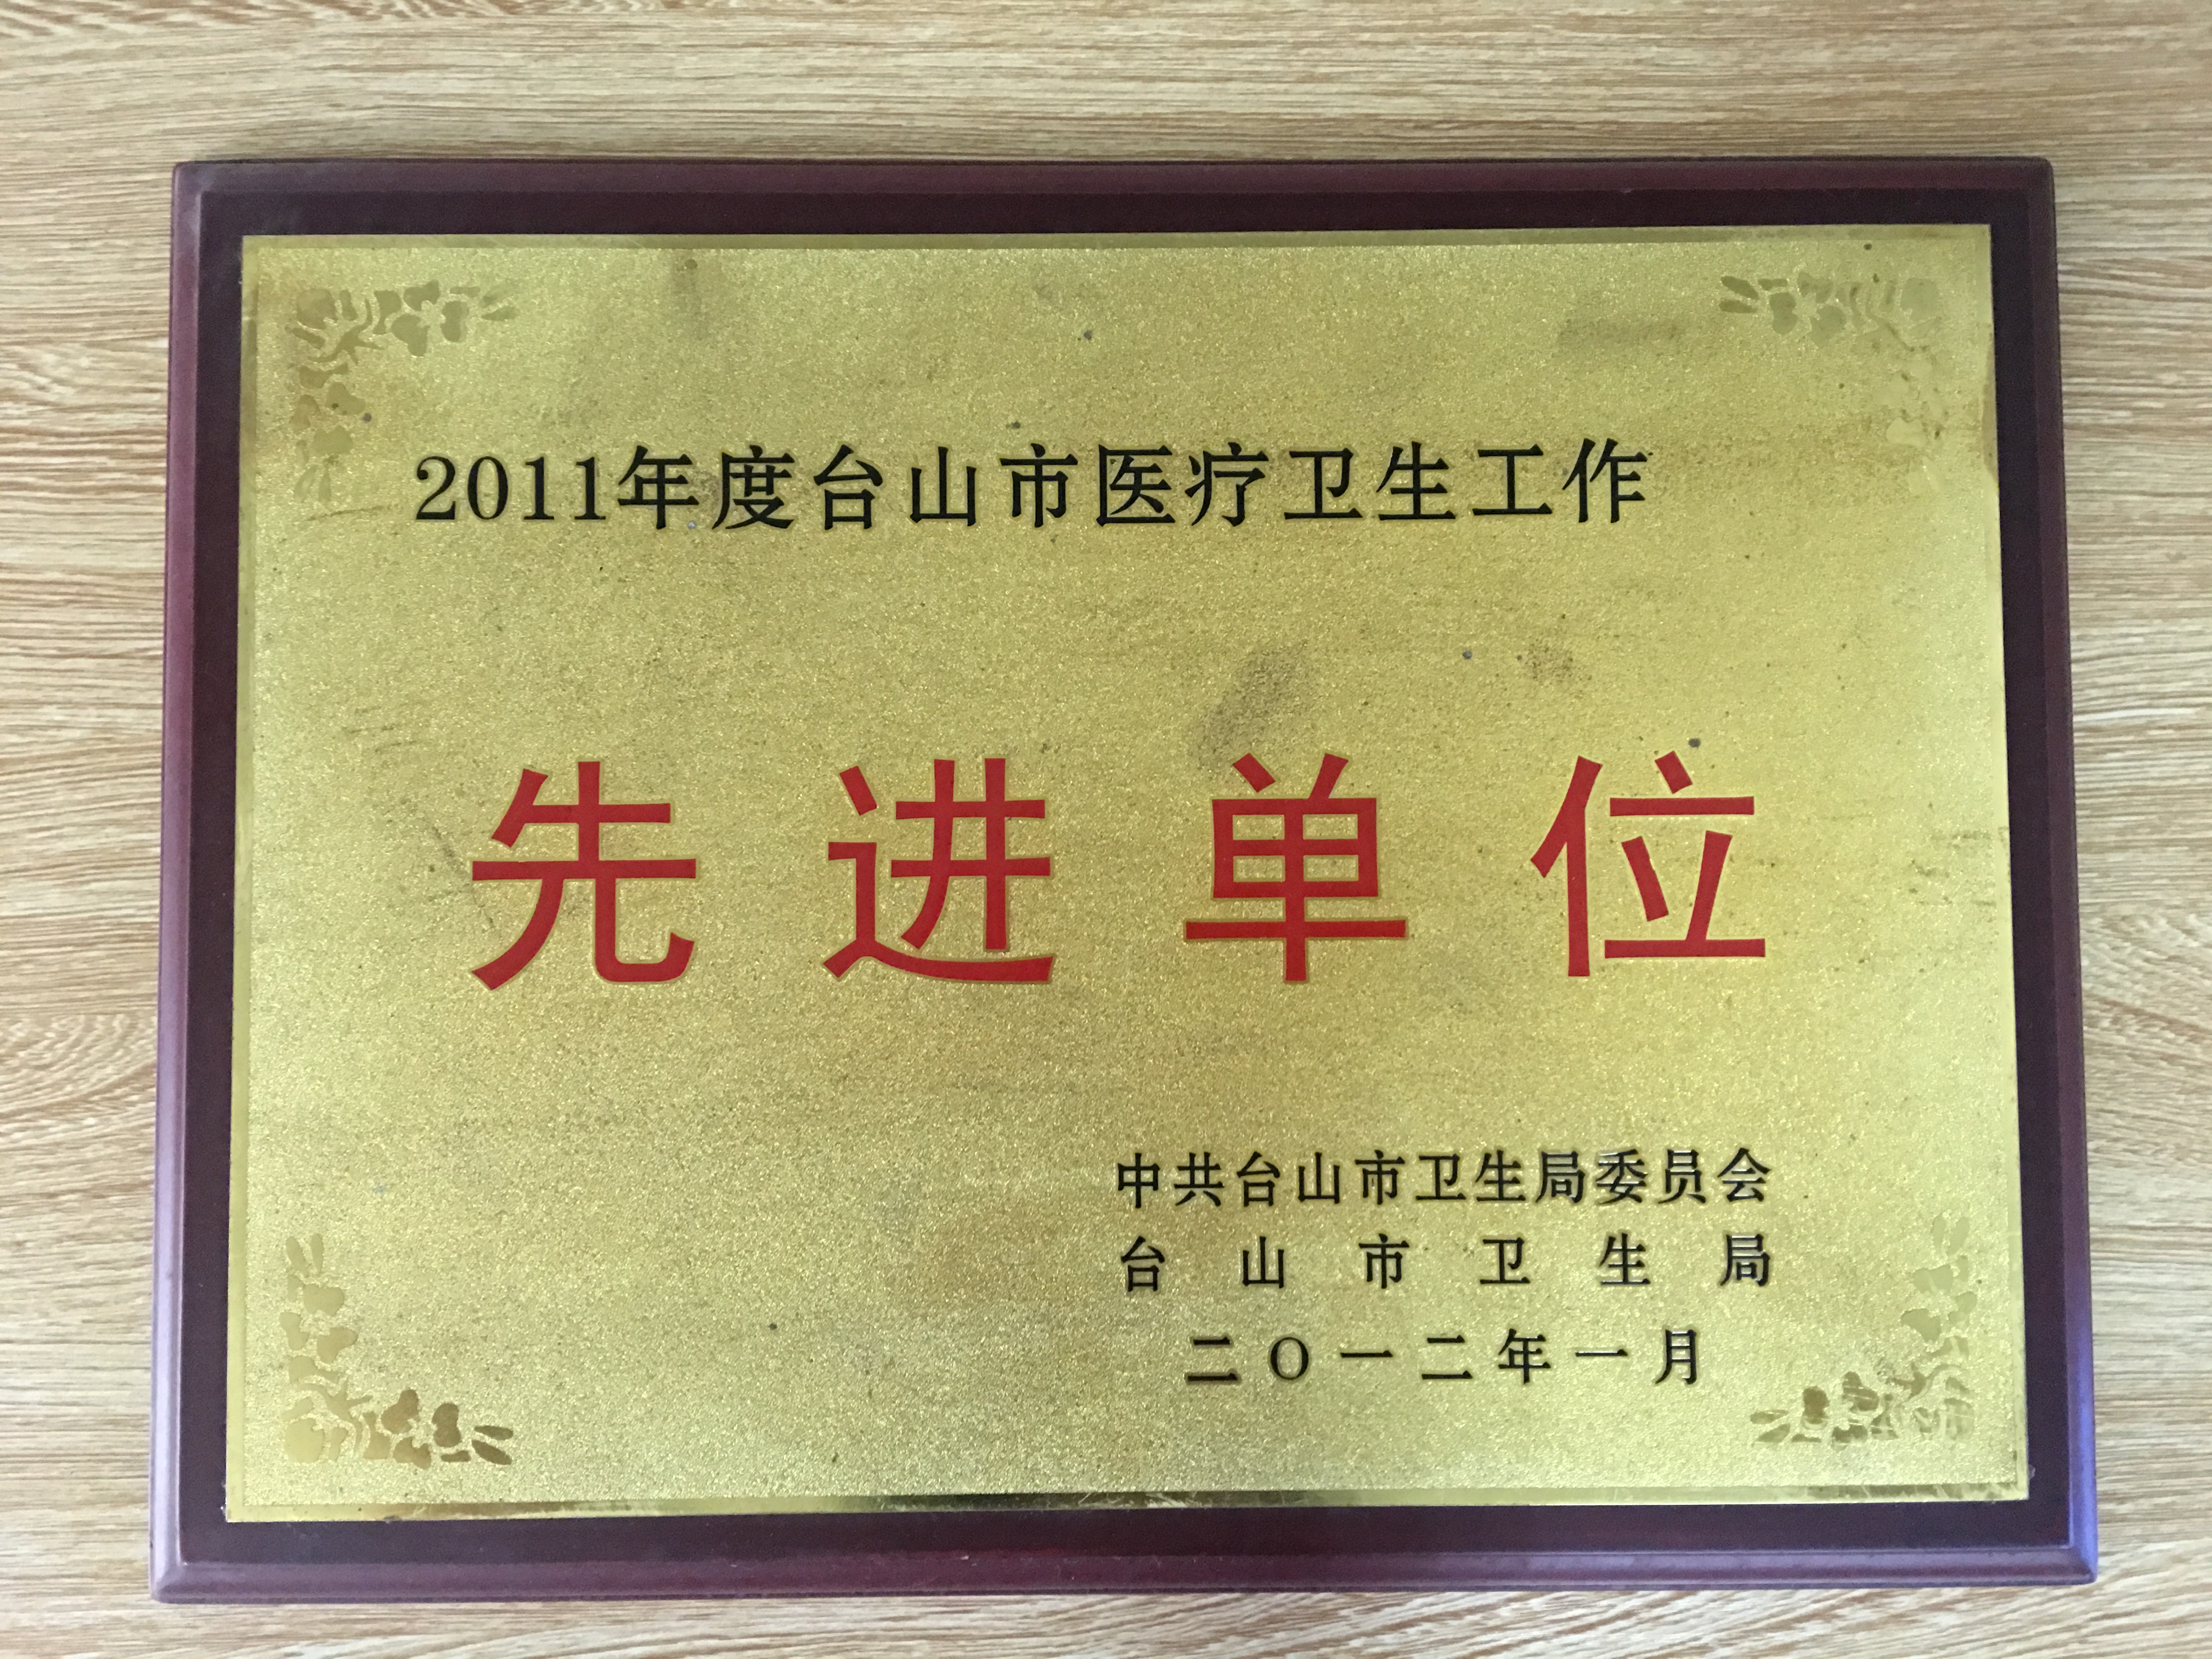 2011年度台山市医疗卫生工作
先进单位
中共台山市卫生局委员会
台山市卫生局
二O一二年一月